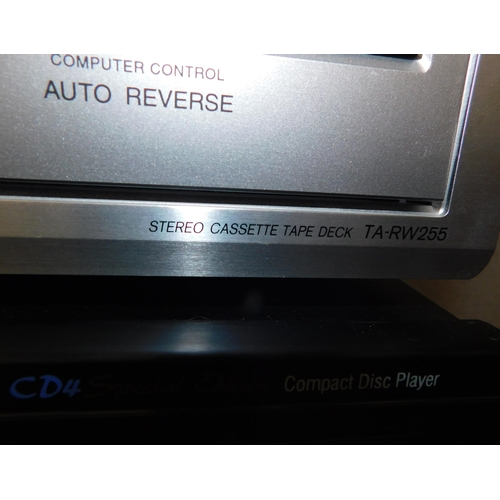 COMPUTER CONTROL
AUTO REVERSE
STEREO CASSETTE TAPE DECK TA-RW255
CD4 Compact Disc Player